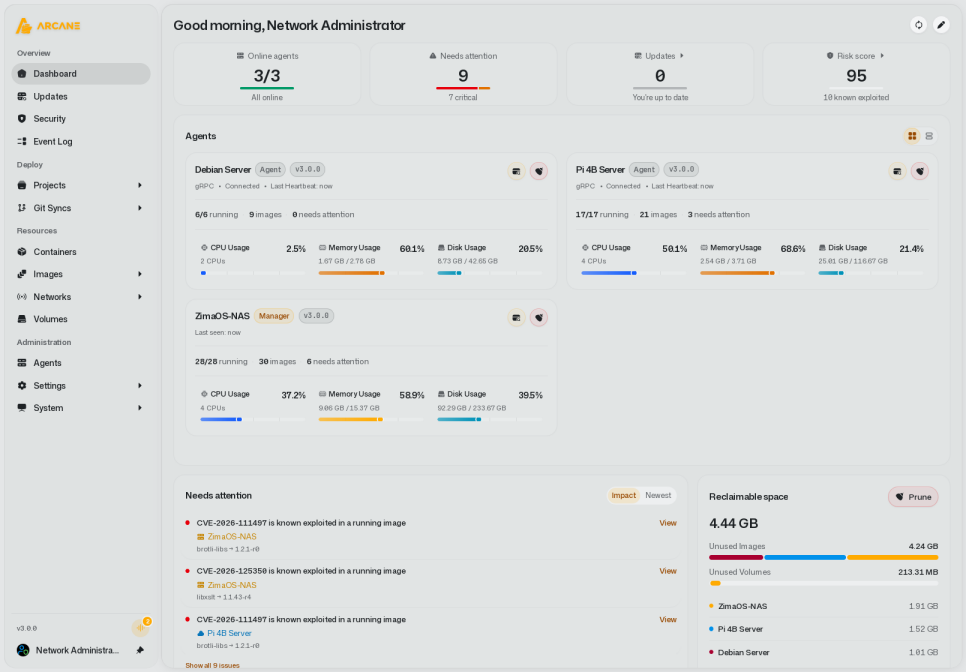 ARCANE
Overview
Dashboard
Updates
Security
Event Log
Deploy
Projects
Git Syncs
Resources
Containers
Images
Networks
Volumes
Administration
Agents
Settings
System
v3.0.0
2
Network Administra...
Good morning, Network Administrator
Online agents
3/3
All online
Needs attention
9
7 critical
Updates
0
You're up to date
Risk score
95
10 known exploited
Agents
Debian Server Agent v3.0.0
gRPC • Connected • Last Heartbeat: now
6/6 running 9 images 0 needs attention
CPU Usage 2.5%
2 CPUs
Memory Usage 60.1%
1.67 GB / 2.78 GB
Disk Usage 20.5%
8.73 GB / 42.65 GB
Pi 4B Server Agent v3.0.0
gRPC • Connected • Last Heartbeat: now
17/17 running 21 images 3 needs attention
CPU Usage 50.1%
4 CPUs
Memory Usage 68.6%
2.54 GB / 3.71 GB
Disk Usage 21.4%
25.01 GB / 116.67 GB
ZimaOS-NAS Manager v3.0.0
Last seen: now
28/28 running 30 images 6 needs attention
CPU Usage 37.2%
4 CPUs
Memory Usage 58.9%
9.06 GB / 15.37 GB
Disk Usage 39.5%
92.29 GB / 233.67 GB
Needs attention
Impact Newest
CVE-2026-111497 is known exploited in a running image View
ZimaOS-NAS
brotli-libs → 1.2.1-r0
CVE-2026-125350 is known exploited in a running image View
ZimaOS-NAS
libxslt → 1.1.43-r4
CVE-2026-111497 is known exploited in a running image View
Pi 4B Server
brotli-libs → 1.2.1-r0
Show all 9 issues
Reclaimable space
Prune
4.44 GB
Unused Images 4.24 GB
Unused Volumes 213.31 MB
ZimaOS-NAS 1.91 GB
Pi 4B Server 1.52 GB
Debian Server 1.01 GB